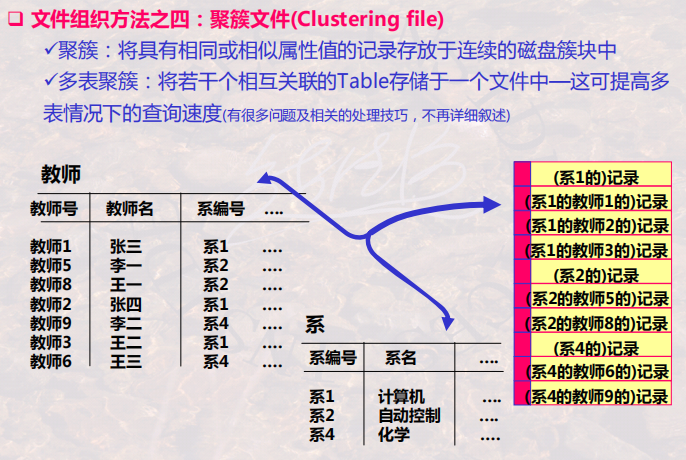 文件组织方法之四：聚簇文件(Clustering file)
✓聚簇：将具有相同或相似属性值的记录存放于连续的磁盘簇块中
✓多表聚簇：将若干个相互关联的Table存储于一个文件中—这可提高多
表情况下的查询速度(有很多问题及相关的处理技巧，不再详细叙述)
教师
教师号 教师名 系编号 ….
教师1 张三 系1 ….
教师5 李一 系2 ….
教师8 王一 系2 ….
教师2 张四 系1 ….
教师9 李二 系4 ….
教师3 王二 系1 ….
教师6 王三 系4 ….
系
系编号 系名 ….
系1 计算机 ….
系2 自动控制 ….
系4 化学 ….
(系1的)记录
(系1的教师1的)记录
(系1的教师2的)记录
(系1的教师3的)记录
(系2的)记录
(系2的教师5的)记录
(系2的教师8的)记录
(系4的)记录
(系4的教师6的)记录
(系4的教师9的)记录